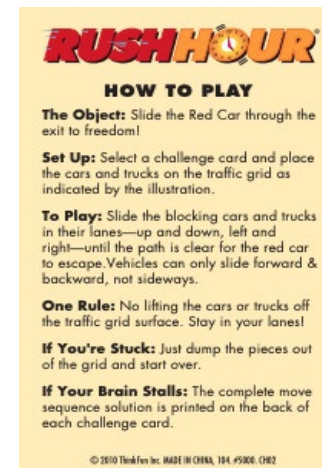 RUSH HOUR®
HOW TO PLAY
The Object: Slide the Red Car through the
exit to freedom!
Set Up: Select a challenge card and place
the cars and trucks on the traffic grid as
indicated by the illustration.
To Play: Slide the blocking cars and trucks
in their lanes—up and down, left and
right—until the path is clear for the red car
to escape.Vehicles can only slide forward &
backward, not sideways.
One Rule: No lifting the cars or trucks off
the traffic grid surface. Stay in your lanes!
If You're Stuck: Just dump the pieces out
of the grid and start over.
If Your Brain Stalls: The complete move
sequence solution is printed on the back of
each challenge card.
© 2010 ThinkFun Inc. MADE IN CHINA, 104. #5000. CH02